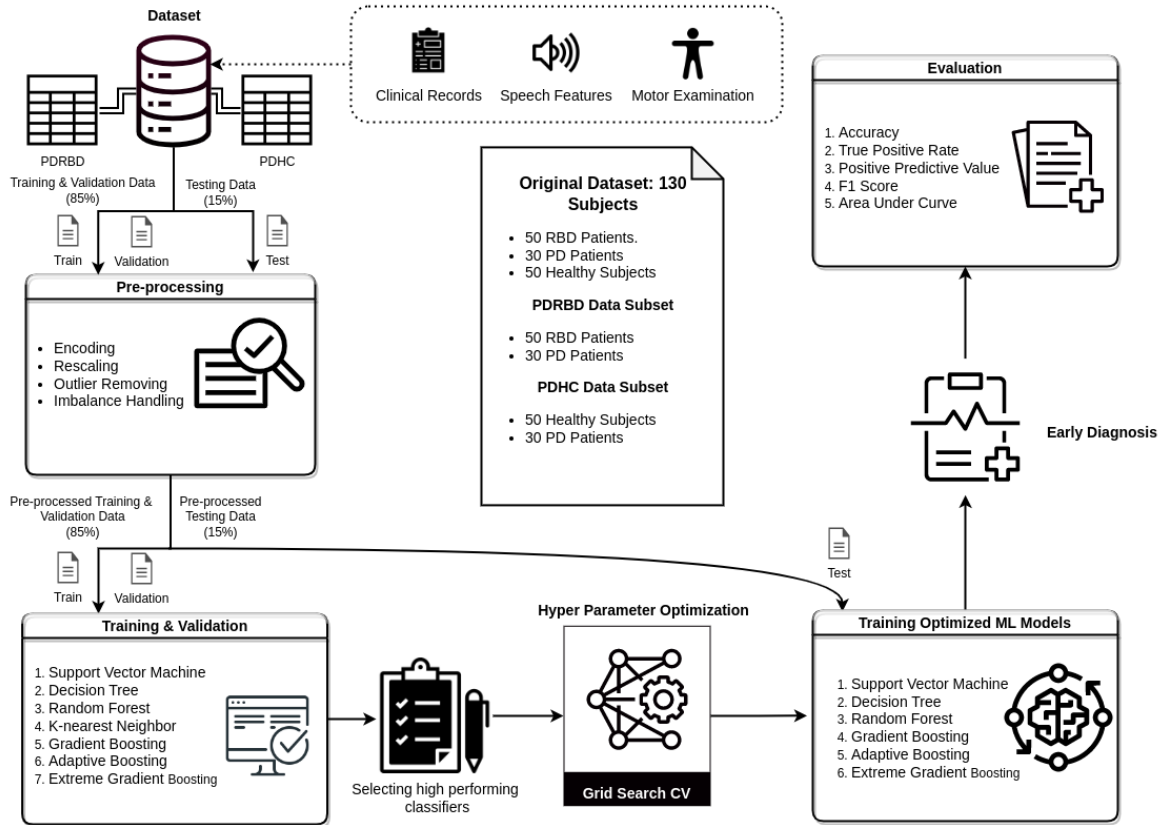 Dataset
PDRBD
PDHC
Clinical Records
Speech Features
Motor Examination
Training & Validation Data
(85%)
Testing Data
(15%)
Train
Validation
Test
Pre-processing
• Encoding
• Rescaling
• Outlier Removing
• Imbalance Handling
Pre-processed Training &
Validation Data
(85%)
Pre-processed
Testing Data
(15%)
Train
Validation
Training & Validation
1. Support Vector Machine
2. Decision Tree
3. Random Forest
4. K-nearest Neighbor
5. Gradient Boosting
6. Adaptive Boosting
7. Extreme Gradient Boosting
Selecting high performing
classifiers
Original Dataset: 130
Subjects
• 50 RBD Patients.
• 30 PD Patients
• 50 Healthy Subjects
PDRBD Data Subset
• 50 RBD Patients
• 30 PD Patients
PDHC Data Subset
• 50 Healthy Subjects
• 30 PD Patients
Hyper Parameter Optimization
Grid Search CV
Test
Training Optimized ML Models
1. Support Vector Machine
2. Decision Tree
3. Random Forest
4. Gradient Boosting
5. Adaptive Boosting
6. Extreme Gradient Boosting
Early Diagnosis
Evaluation
1. Accuracy
2. True Positive Rate
3. Positive Predictive Value
4. F1 Score
5. Area Under Curve